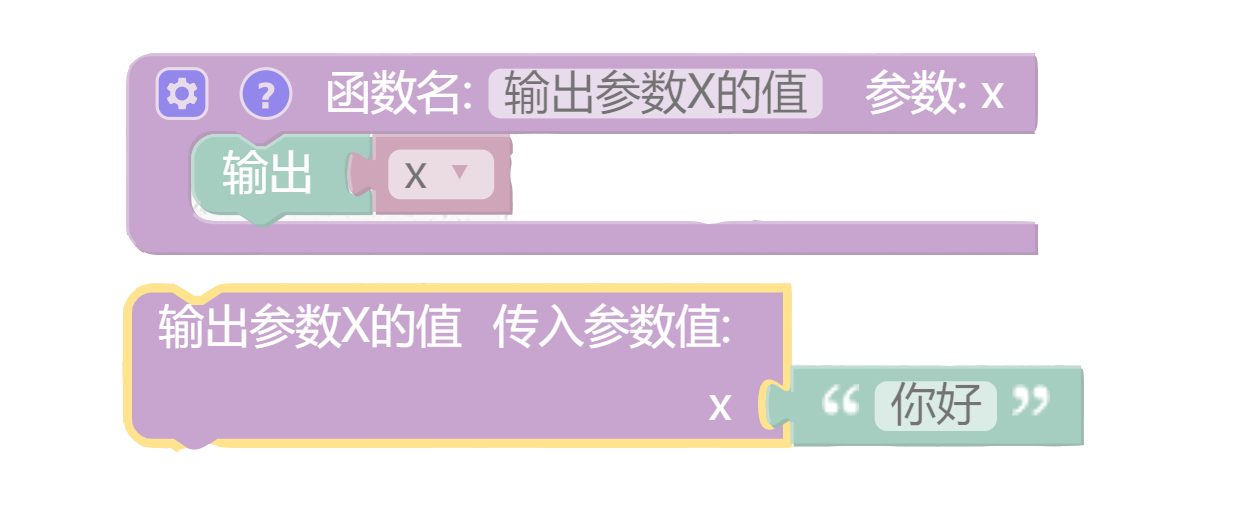 ? 函数名: 输出参数X的值 参数: x
输出 x
输出参数X的值 传入参数值:
x “ 你好 ”